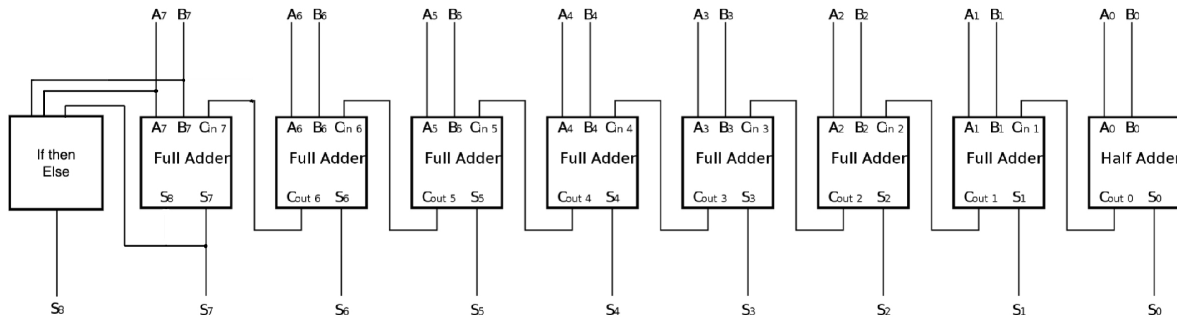 A7 B7 A6 B6 A5 B5 A4 B4 A3 B3 A2 B2 A1 B1 A0 B0
A7 B7 Cin 7 A6 B6 Cin 6 A5 B5 Cin 5 A4 B4 Cin 4 A3 B3 Cin 3 A2 B2 Cin 2 A1 B1 Cin 1 A0 B0
If then Full Adder Full Adder Full Adder Full Adder Full Adder Full Adder Full Adder Half Adder
Else
S8 S7 Cout 6 S6 Cout 5 S5 Cout 4 S4 Cout 3 S3 Cout 2 S2 Cout 1 S1 Cout 0 S0
S8 S7 S6 S5 S4 S3 S2 S1 S0